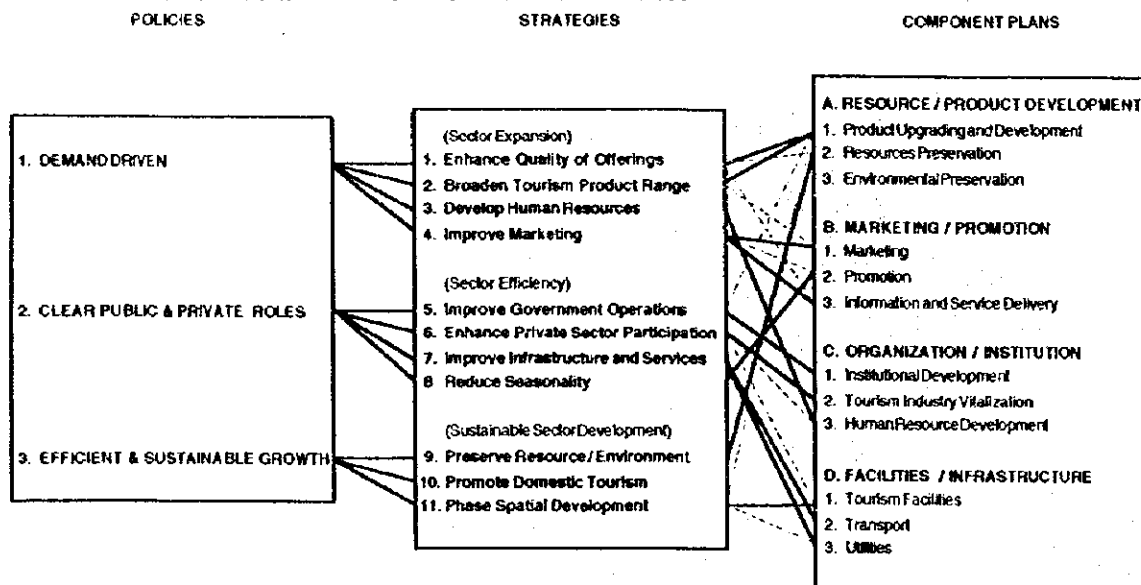 POLICIES
STRATEGIES
COMPONENT PLANS
1. DEMAND DRIVEN
2. CLEAR PUBLIC & PRIVATE ROLES
3. EFFICIENT & SUSTAINABLE GROWTH
(Sector Expansion)
1. Enhance Quality of Offerings
2. Broaden Tourism Product Range
3. Develop Human Resources
4. Improve Marketing
(Sector Efficiency)
5. Improve Government Operations
6. Enhance Private Sector Participation
7. Improve Infrastructure and Services
8 Reduce Seasonality
(Sustainable Sector Development)
9. Preserve Resource / Environment
10. Promote Domestic Tourism
11. Phase Spatial Development
A. RESOURCE / PRODUCT DEVELOPMENT
1. Product Upgrading and Development
2. Resources Preservation
3. Environmental Preservation
B. MARKETING / PROMOTION
1. Marketing
2. Promotion
3. Information and Service Delivery
C. ORGANIZATION / INSTITUTION
1. Institutional Development
2. Tourism Industry Vitalization
3. Human Resource Development
D. FACILITIES / INFRASTRUCTURE
1. Tourism Facilities
2. Transport
3. Utilities